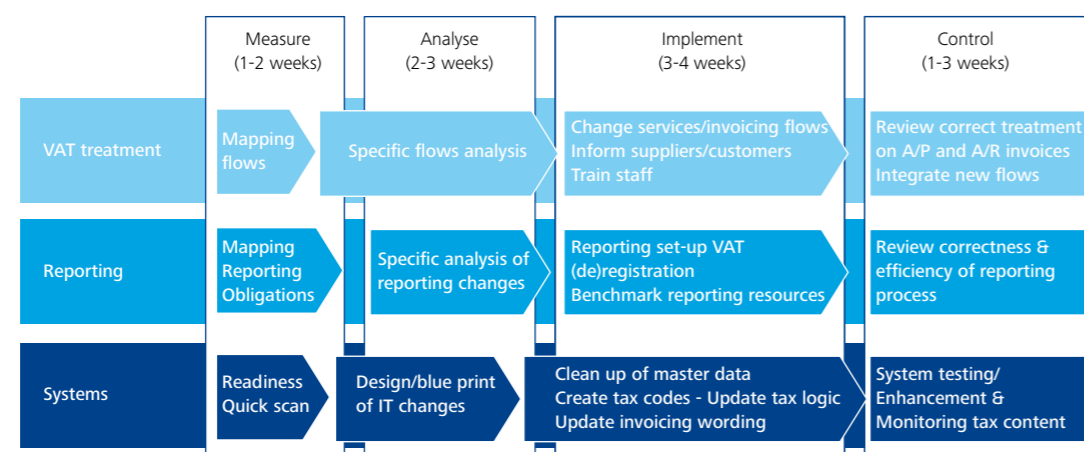 Measure
(1-2 weeks)
Analyse
(2-3 weeks)
Implement
(3-4 weeks)
Control
(1-3 weeks)
VAT treatment
Mapping
flows
Specific flows analysis
Change services/invoicing flows
Inform suppliers/customers
Train staff
Review correct treatment
on A/P and A/R invoices
Integrate new flows
Reporting
Mapping
Reporting
Obligations
Specific analysis of
reporting changes
Reporting set-up VAT
(de)registration
Benchmark reporting resources
Review correctness &
efficiency of reporting
process
Systems
Readiness
Quick scan
Design/blue print
of IT changes
Clean up of master data
Create tax codes - Update tax logic
Update invoicing wording
System testing/
Enhancement &
Monitoring tax content